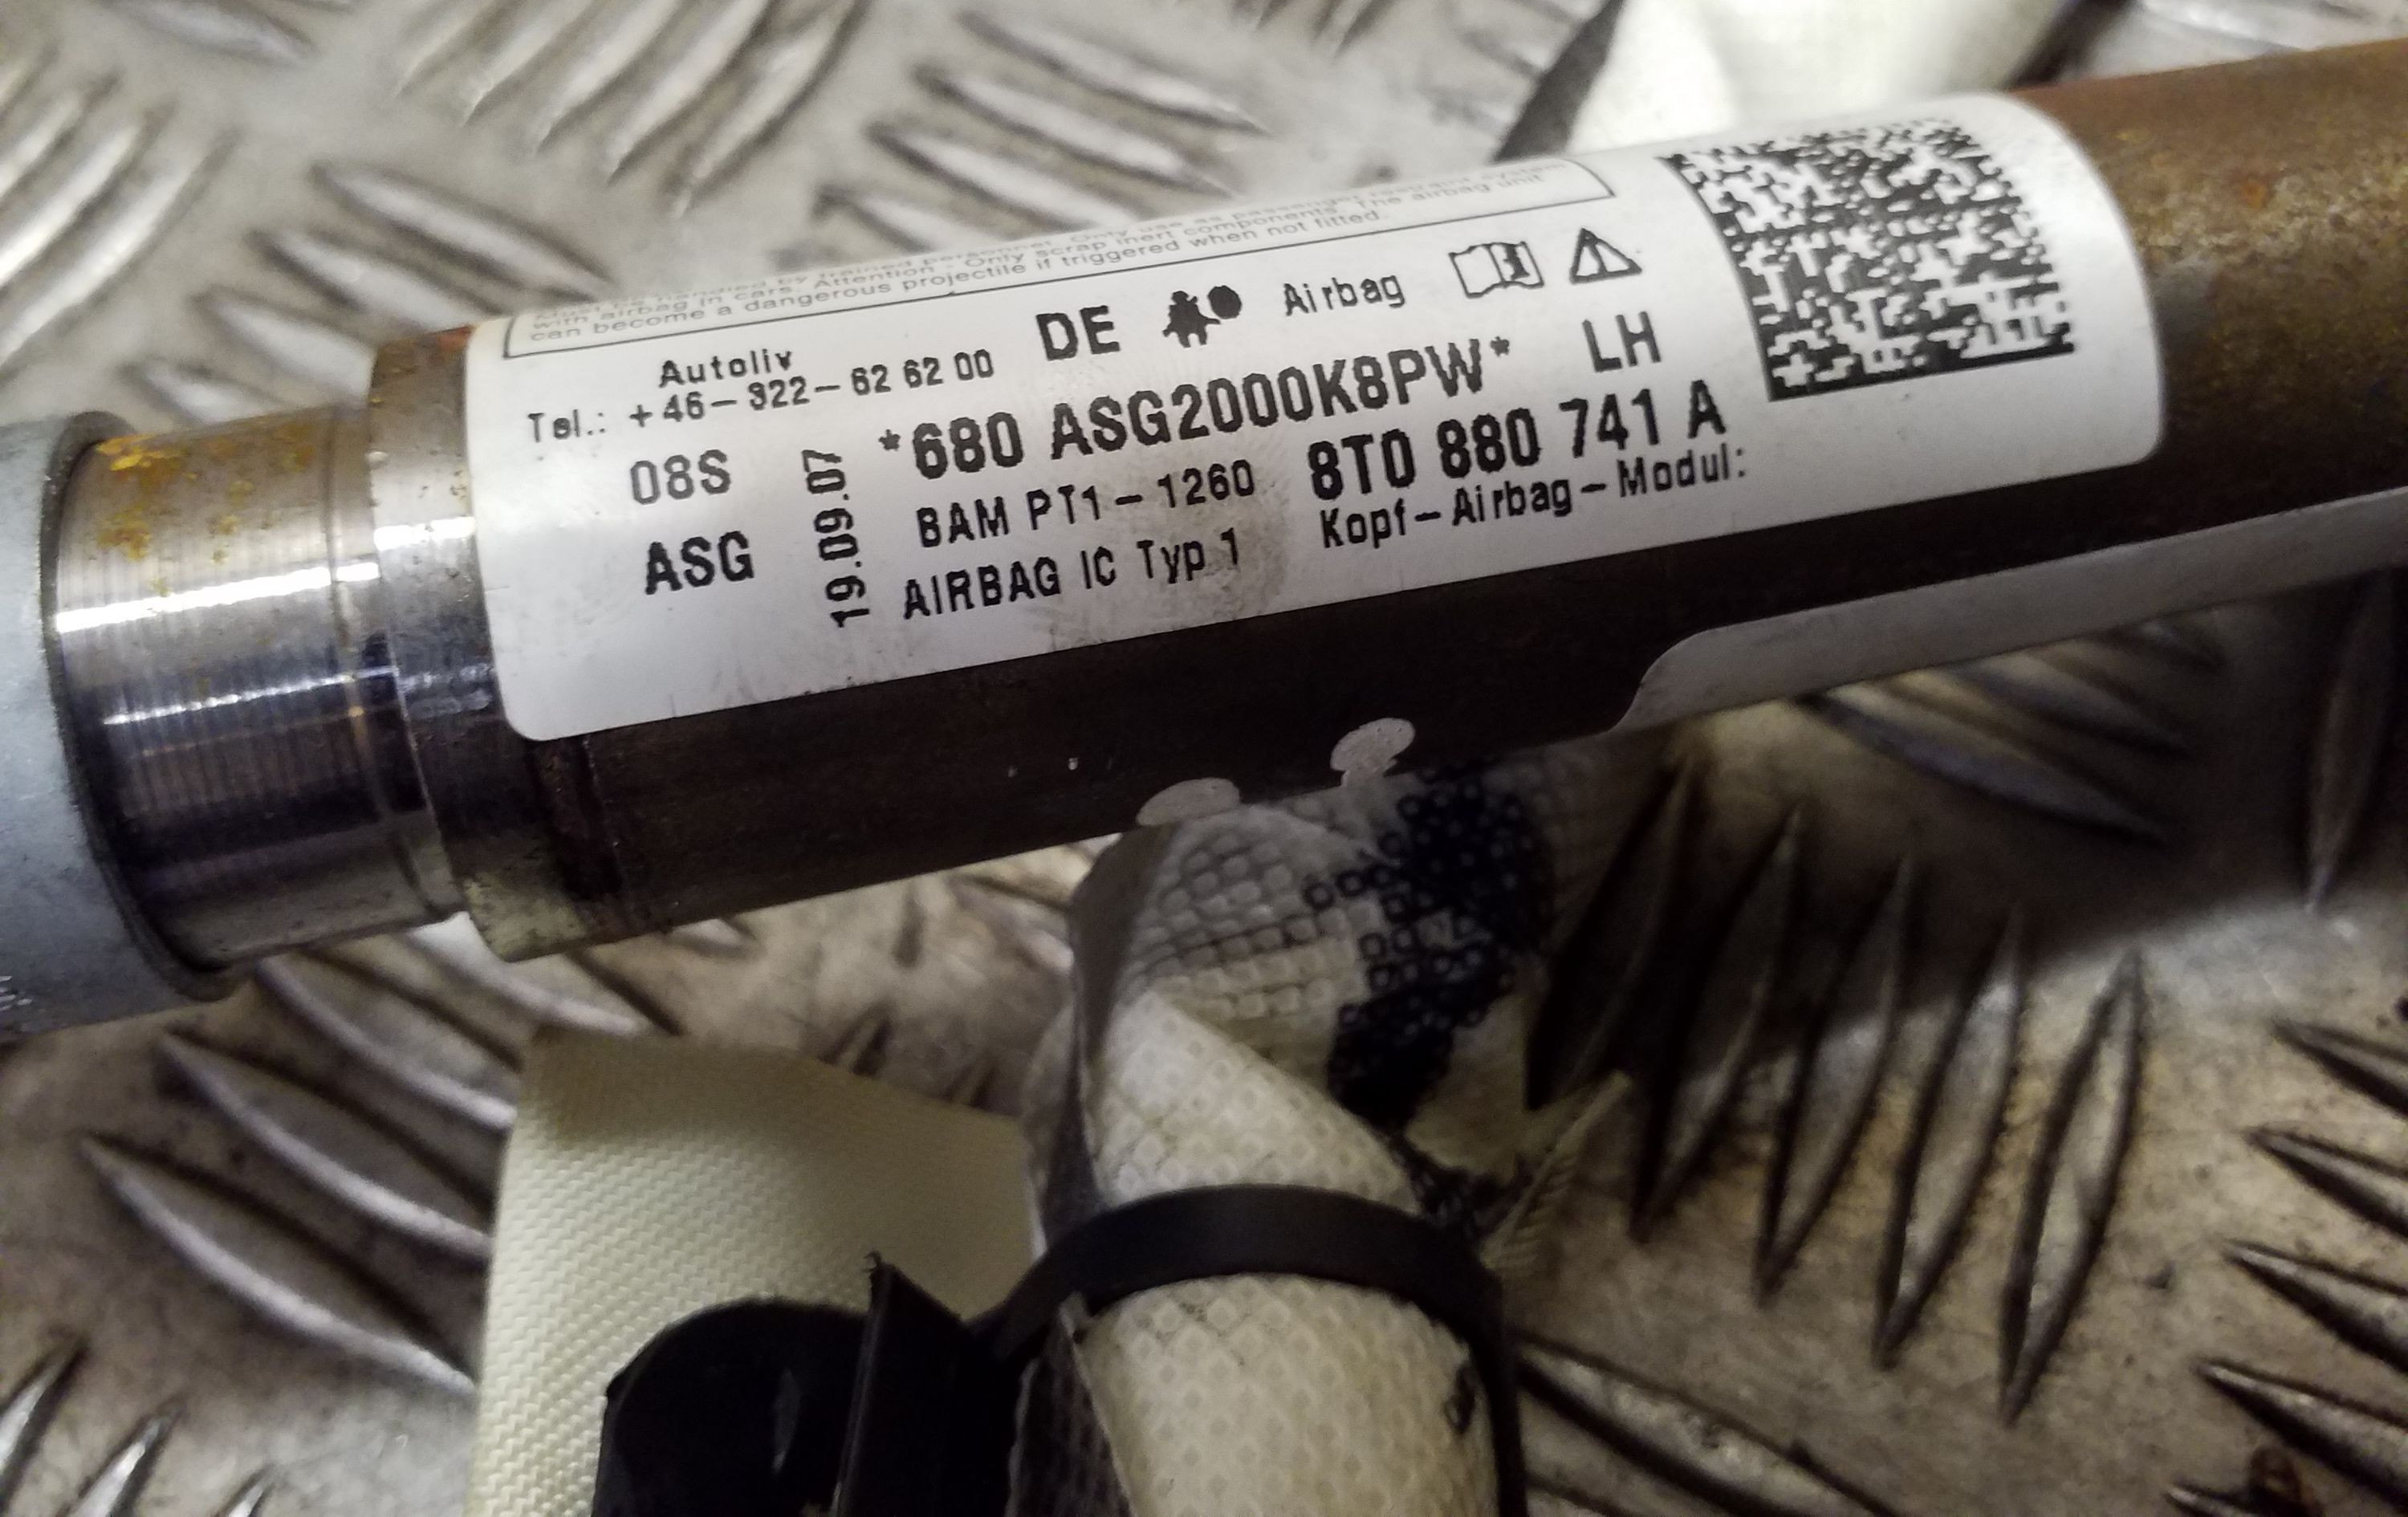 with airbag in cars. Attention. Only scrap inert components. The airbag unit
can become a dangerous projectile if triggered when not fitted.
Autoliv
Tel.: +46-322-62 62 00
DE
Airbag
08S
ASG
19.09.07
*680 ASG2000K8PW*
LH
BAM PT1-1260
8T0 880 741 A
AIRBAG IC Typ 1
Kopf-Airbag-Modul: